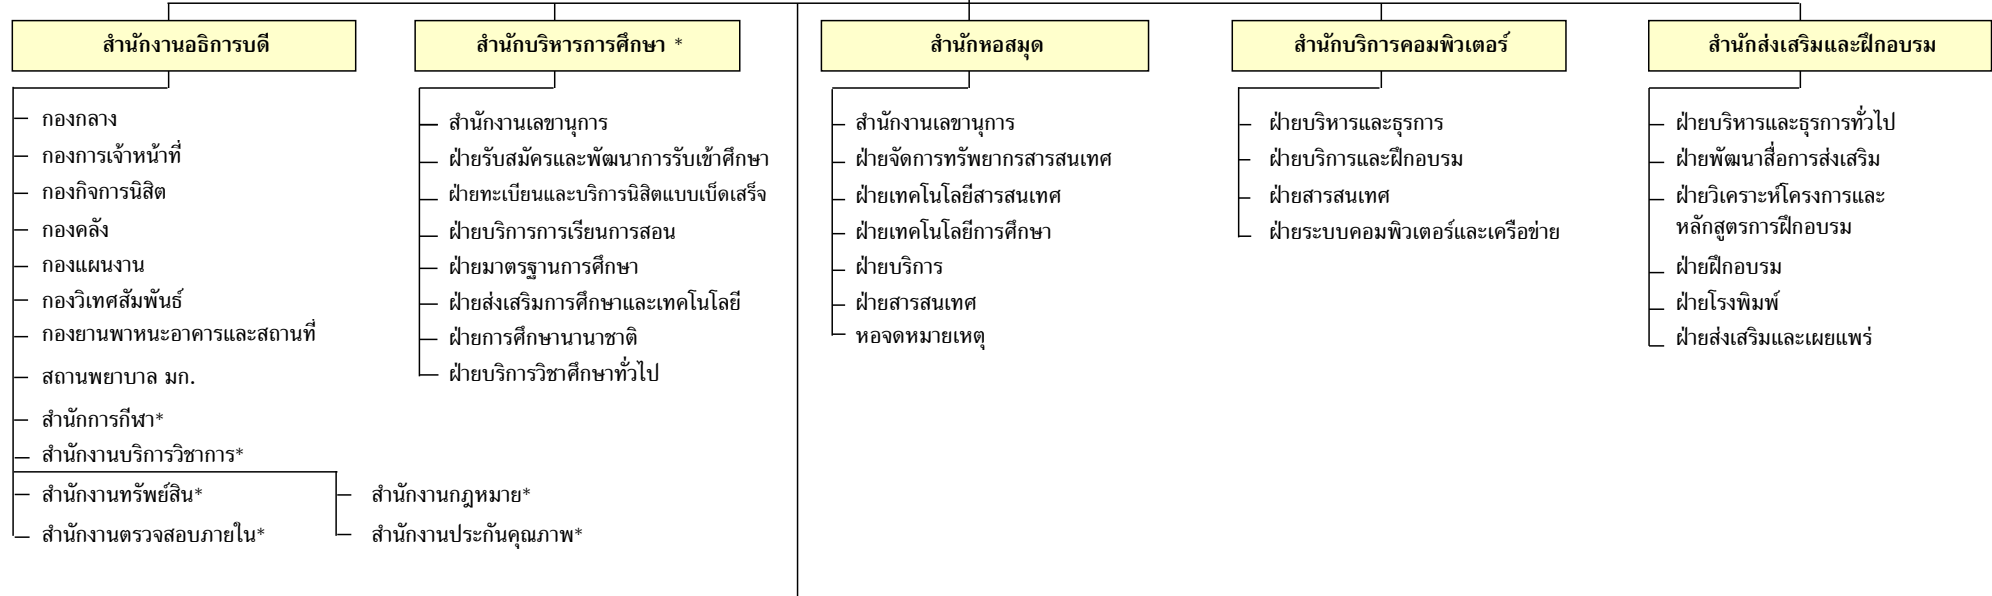 สำนักงานอธิการบดี
กองกลาง
กองการเจ้าหน้าที่
กองกิจการนิสิต
กองคลัง
กองแผนงาน
กองวิเทศสัมพันธ์
กองยานพาหนะอาคารและสถานที่
สถานพยาบาล มก.
สำนักการกีฬา*
สำนักงานบริการวิชาการ*
สำนักงานทรัพย์สิน*
สำนักงานตรวจสอบภายใน*
สำนักงานกฎหมาย*
สำนักงานประกันคุณภาพ*
สำนักบริหารการศึกษา *
สำนักงานเลขานุการ
ฝ่ายรับสมัครและพัฒนาการรับเข้าศึกษา
ฝ่ายทะเบียนและบริการนิสิตแบบเบ็ดเสร็จ
ฝ่ายบริการการเรียนการสอน
ฝ่ายมาตรฐานการศึกษา
ฝ่ายส่งเสริมการศึกษาและเทคโนโลยี
ฝ่ายการศึกษานานาชาติ
ฝ่ายบริการวิชาศึกษาทั่วไป
สำนักหอสมุด
สำนักงานเลขานุการ
ฝ่ายจัดการทรัพยากรสารสนเทศ
ฝ่ายเทคโนโลยีสารสนเทศ
ฝ่ายเทคโนโลยีการศึกษา
ฝ่ายบริการ
ฝ่ายสารสนเทศ
หอจดหมายเหตุ
สำนักบริการคอมพิวเตอร์
ฝ่ายบริหารและธุรการ
ฝ่ายบริการและฝึกอบรม
ฝ่ายสารสนเทศ
ฝ่ายระบบคอมพิวเตอร์และเครือข่าย
สำนักส่งเสริมและฝึกอบรม
ฝ่ายบริหารและธุรการทั่วไป
ฝ่ายพัฒนาสื่อการส่งเสริม
ฝ่ายวิเคราะห์โครงการและ
หลักสูตรการฝึกอบรม
ฝ่ายฝึกอบรม
ฝ่ายโรงพิมพ์
ฝ่ายส่งเสริมและเผยแพร่